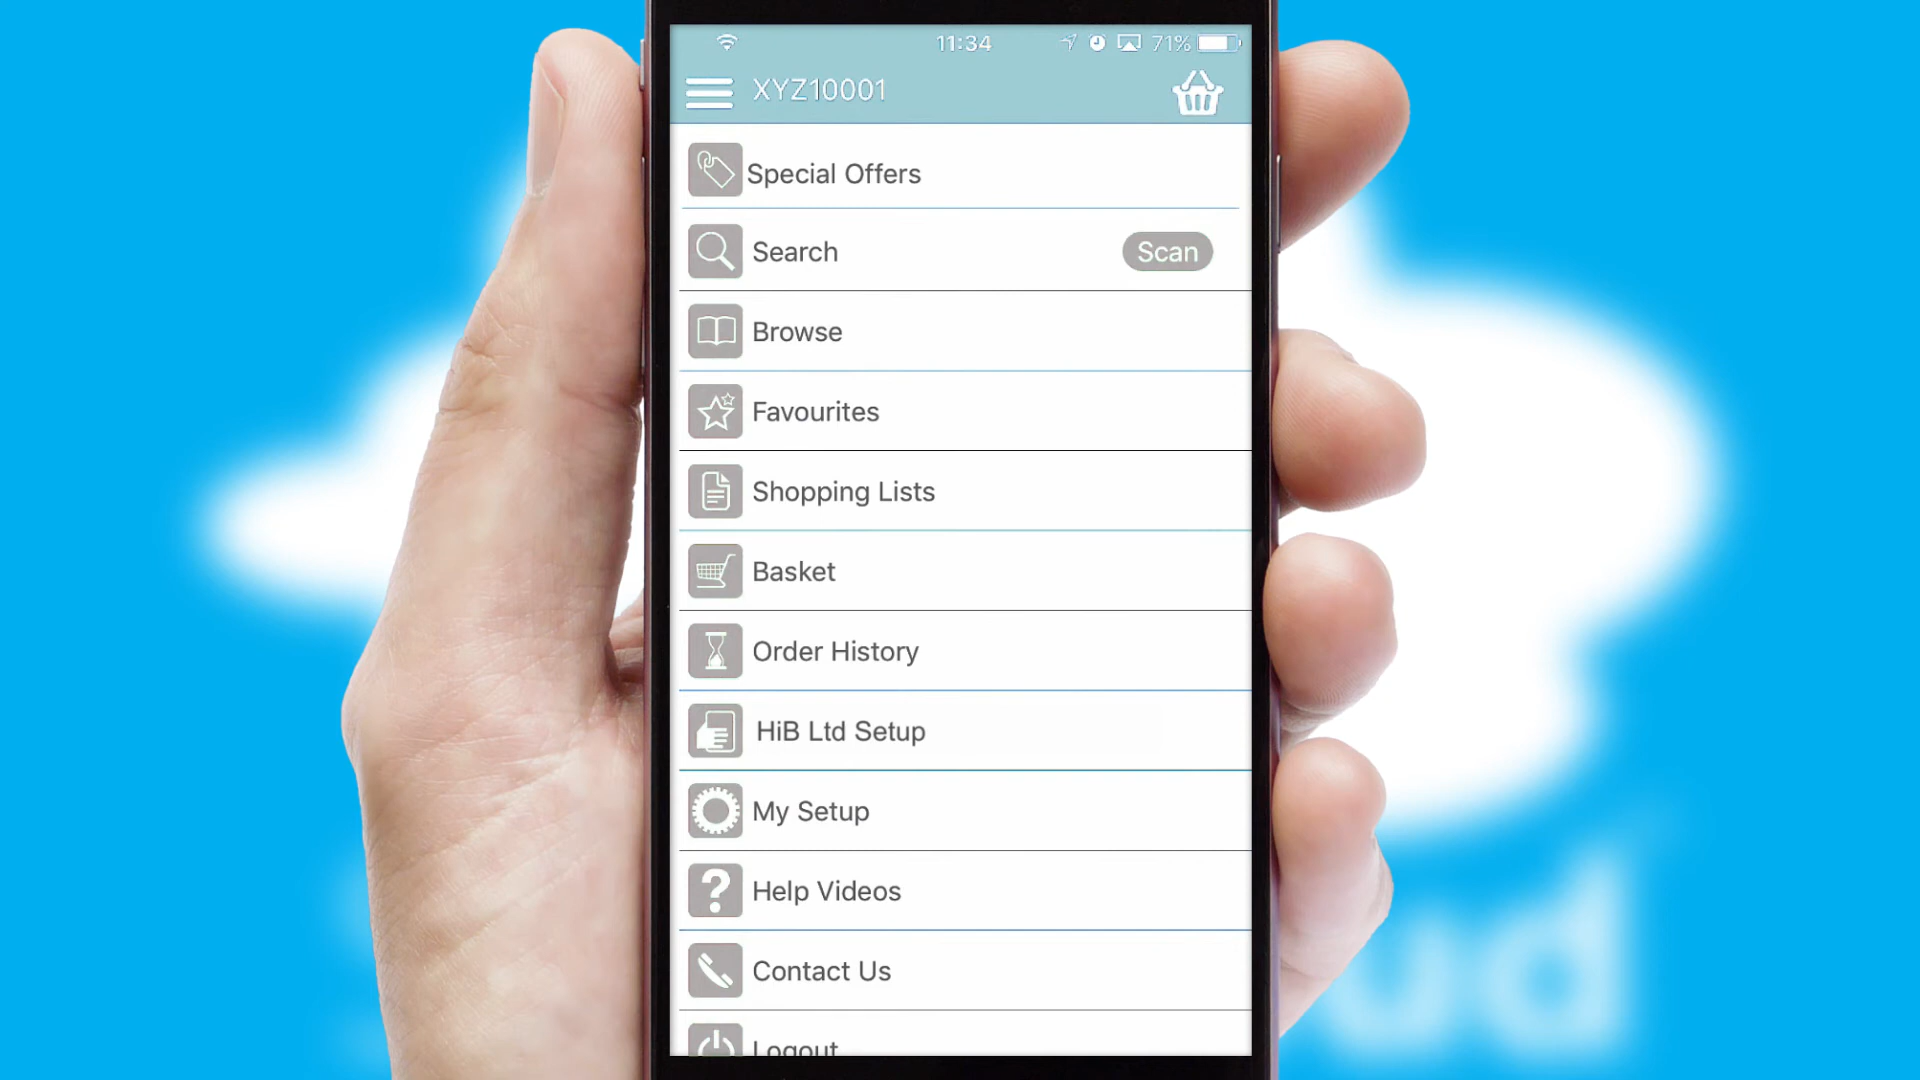 11:34 71%
XYZ10001
Special Offers
Search Scan
Browse
Favourites
Shopping Lists
Basket
Order History
HiB Ltd Setup
My Setup
Help Videos
Contact Us
Logout